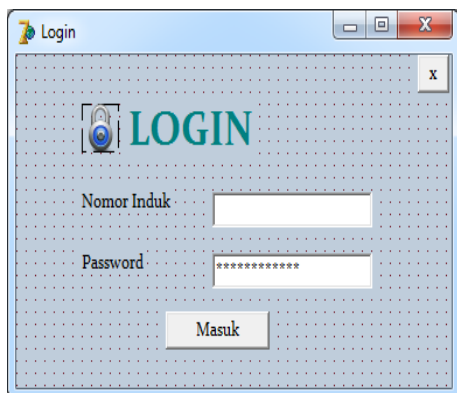 Login
x
LOGIN
Nomor Induk
Password
************
Masuk